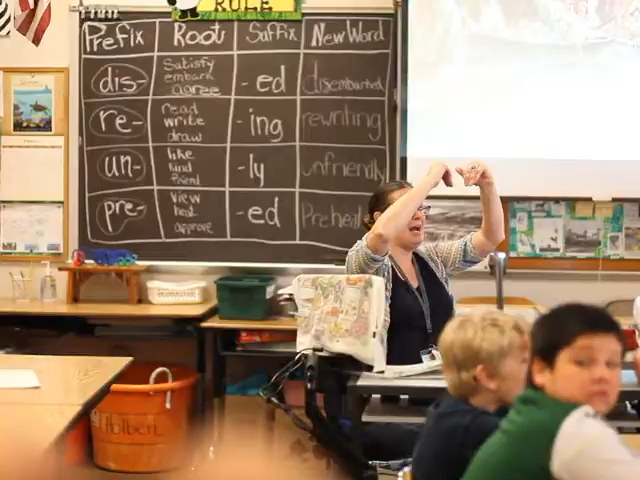 RULE
Prefix Root Suffix New Word
dis- Satisfy embark agree - ed disembarked
re- read write draw - ing rewriting
un- like kind friend - ly unfriendly
pre- view heat approve - ed Preheat
Holben